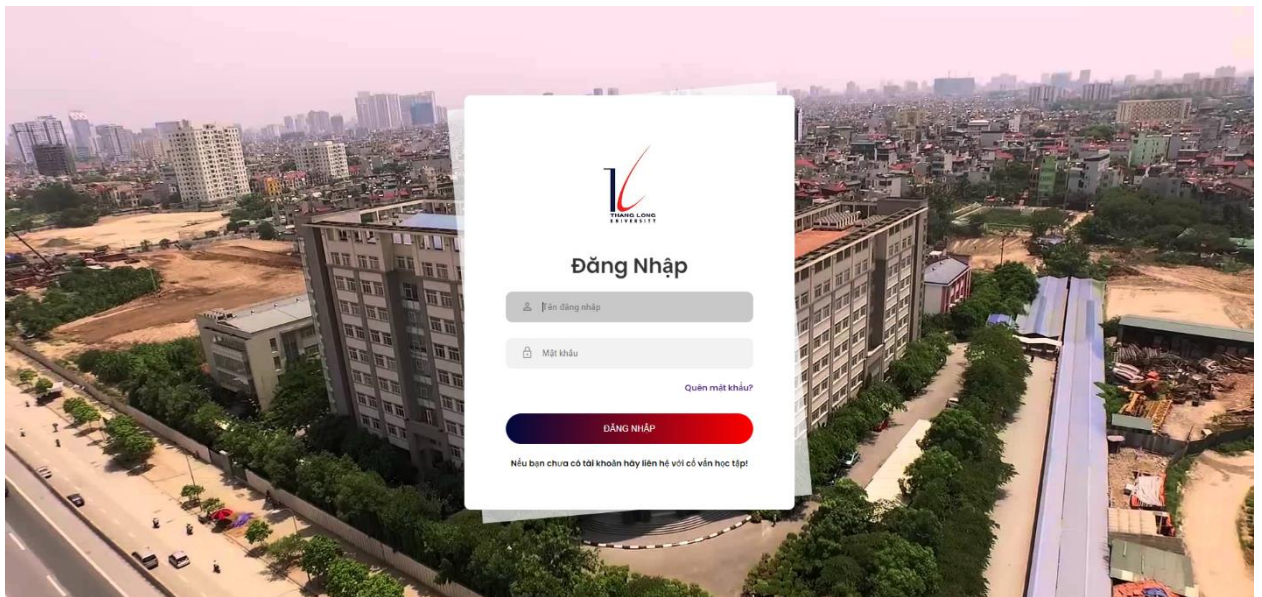 THANG LONG
UNIVERSITY
Đăng Nhập
Tên đăng nhập
Mật khẩu
Quên mật khẩu?
ĐĂNG NHẬP
Nếu bạn chưa có tài khoản hãy liên hệ với cố vấn học tập!